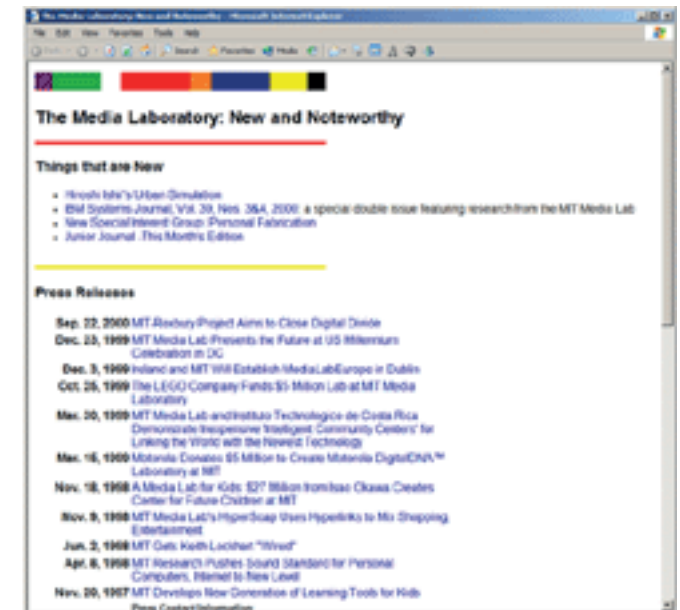 The Media Laboratory: New and Noteworthy - Microsoft Internet Explorer
File Edit View Favorites Tools Help
Search Favorites Media
The Media Laboratory: New and Noteworthy
Things that are New
Hiroshi Ishii's Urban Simulation
IBM Systems Journal, Vol. 39, Nos. 3&4, 2000: a special double issue featuring research from the MIT Media Lab
New Special Interest Group: Personal Fabrication
Junior Journal: This Month's Edition
Press Releases
Sep. 22, 2000 MIT-Roxbury Project Aims to Close Digital Divide
Dec. 23, 1999 MIT Media Lab Presents the Future at US Millennium
Celebration in DC
Dec. 3, 1999 Ireland and MIT Will Establish MediaLabEurope in Dublin
Oct. 25, 1999 The LEGO Company Funds $5 Million Lab at MIT Media
Laboratory
Mar. 30, 1999 MIT Media Lab and Instituto Technologico de Costa Rica
Demonstrate Inexpensive 'Intelligent Community Centers' for
Linking the World with the Newest Technology
Mar. 15, 1999 Motorola Donates $5 Million to Create Motorola DigitalDNA™
Laboratory at MIT
Nov. 18, 1998 A Media Lab for Kids: $27 Million from Isao Okawa Creates
Center for Future Children at MIT
Nov. 9, 1998 MIT Media Lab's HyperSoap Uses Hyperlinks to Mix Shopping,
Entertainment
Jun. 2, 1998 MIT Gets Keith Lockhart "Wired"
Apr. 8, 1998 MIT Research Pushes Sound Standard for Personal
Computers, Internet to New Level
Nov. 20, 1997 MIT Develops New Generation of Learning Tools for Kids
Press Contact Information